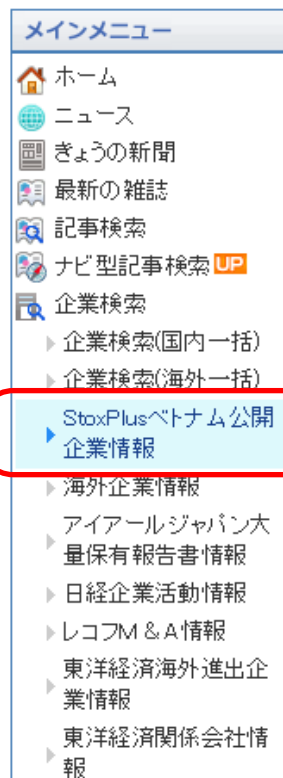 メインメニュー
ホーム
ニュース
きょうの新聞
最新の雑誌
記事検索
ナビ型記事検索 UP
企業検索
企業検索(国内一括)
企業検索(海外一括)
StoxPlusベトナム公開
企業情報
海外企業情報
アイアールジャパン大
量保有報告書情報
日経企業活動情報
レコフM＆A情報
東洋経済海外進出企
業情報
東洋経済関係会社情
報